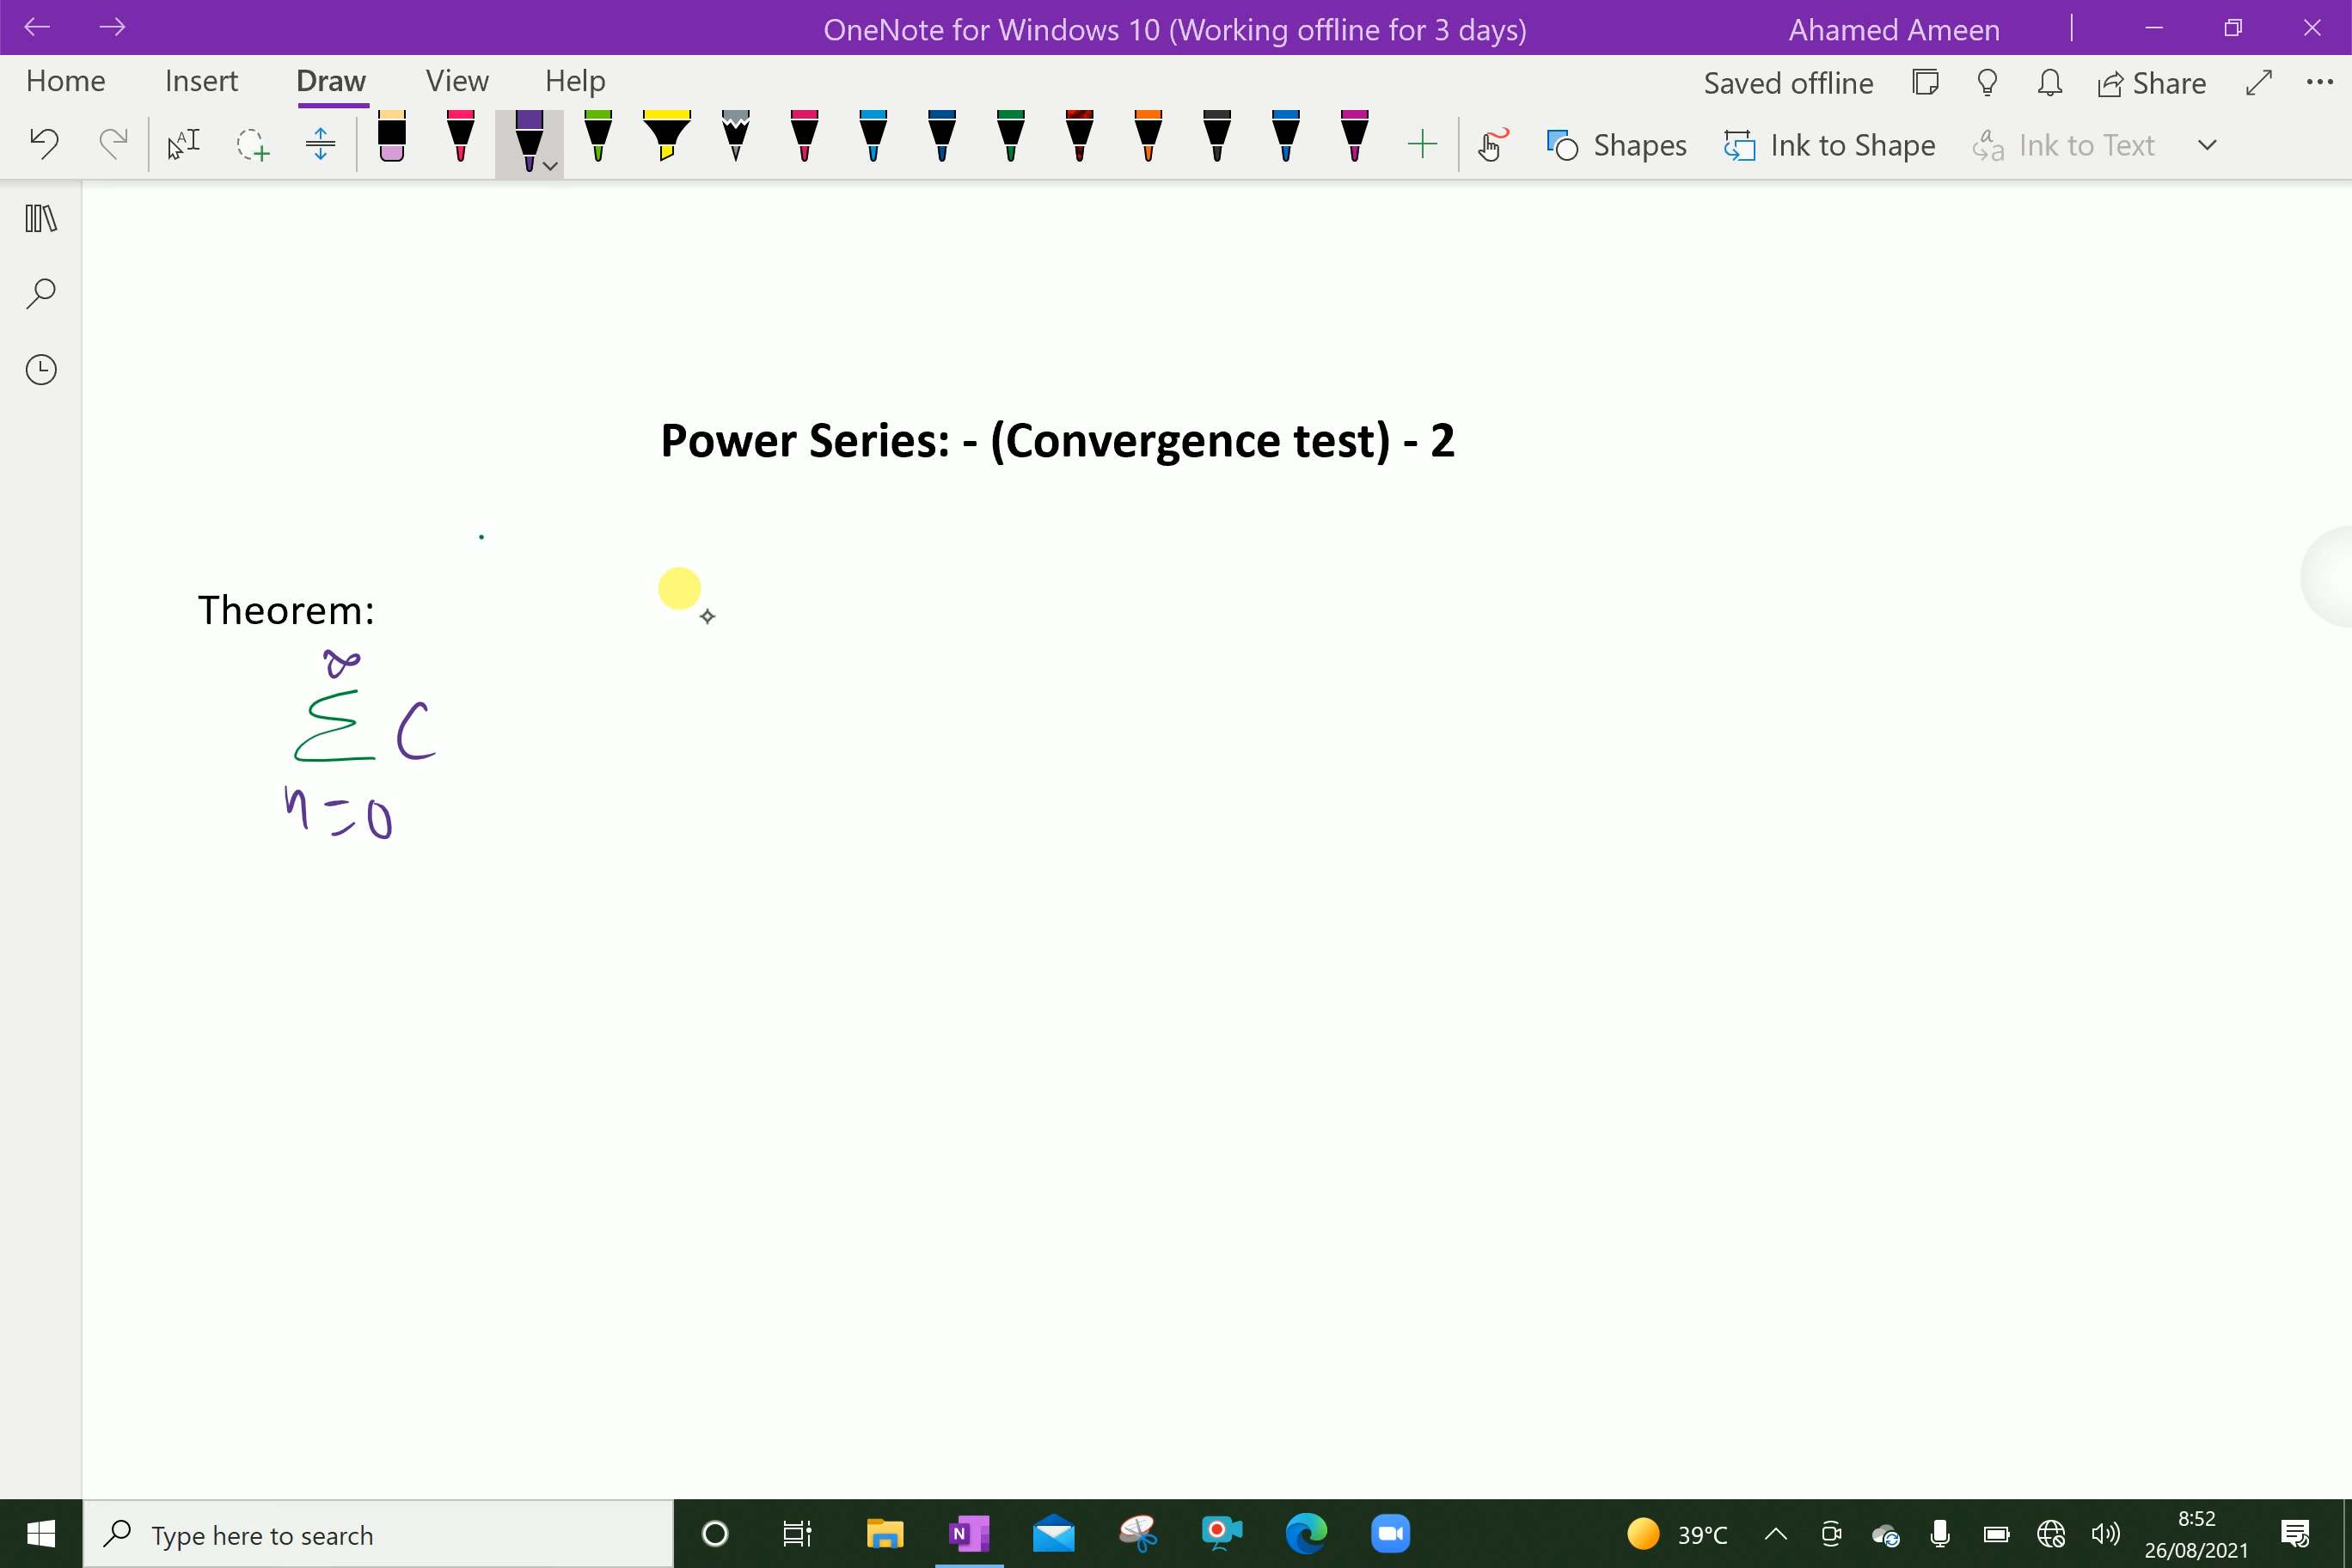 OneNote for Windows 10 (Working offline for 3 days) Ahamed Ameen
Home Insert Draw View Help Saved offline Share
Shapes Ink to Shape Ink to Text
Power Series: - (Convergence test) - 2
Theorem:
∞
Σ C
n=0
Type here to search 39°C 8:52
26/08/2021